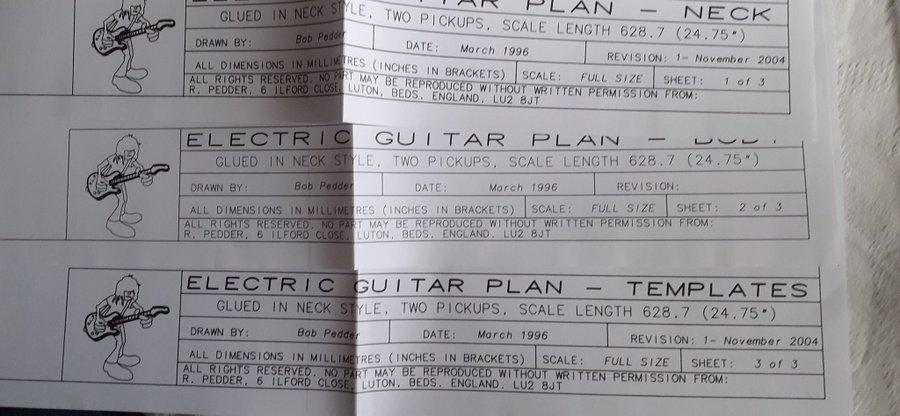 GUITAR PLAN - NECK
GLUED IN NECK STYLE, TWO PICKUPS, SCALE LENGTH 628.7 (24.75")
DRAWN BY: Bob Pedder DATE: March 1996 REVISION: 1- November 2004
ALL DIMENSIONS IN MILLIMETRES (INCHES IN BRACKETS) SCALE: FULL SIZE SHEET: 1 of 3
ALL RIGHTS RESERVED. NO PART MAY BE REPRODUCED WITHOUT WRITTEN PERMISSION FROM:
R. PEDDER, 6 ILFORD CLOSE, LUTON, BEDS. ENGLAND. LU2 8JT
ELECTRIC GUITAR PLAN -
GLUED IN NECK STYLE, TWO PICKUPS, SCALE LENGTH 628.7 (24.75")
DRAWN BY: Bob Pedder DATE: March 1996 REVISION:
ALL DIMENSIONS IN MILLIMETRES (INCHES IN BRACKETS) SCALE: FULL SIZE SHEET: 2 of 3
ALL RIGHTS RESERVED. NO PART MAY BE REPRODUCED WITHOUT WRITTEN PERMISSION FROM:
R. PEDDER, 6 ILFORD CLOSE, LUTON, BEDS. ENGLAND. LU2 8JT
ELECTRIC GUITAR PLAN - TEMPLATES
GLUED IN NECK STYLE, TWO PICKUPS, SCALE LENGTH 628.7 (24.75")
DRAWN BY: Bob Pedder DATE: March 1996 REVISION: 1- November 2004
ALL DIMENSIONS IN MILLIMETRES (INCHES IN BRACKETS) SCALE: FULL SIZE SHEET: 3 of 3
ALL RIGHTS RESERVED. NO PART MAY BE REPRODUCED WITHOUT WRITTEN PERMISSION FROM:
R. PEDDER, 6 ILFORD CLOSE, LUTON, BEDS. ENGLAND. LU2 8JT